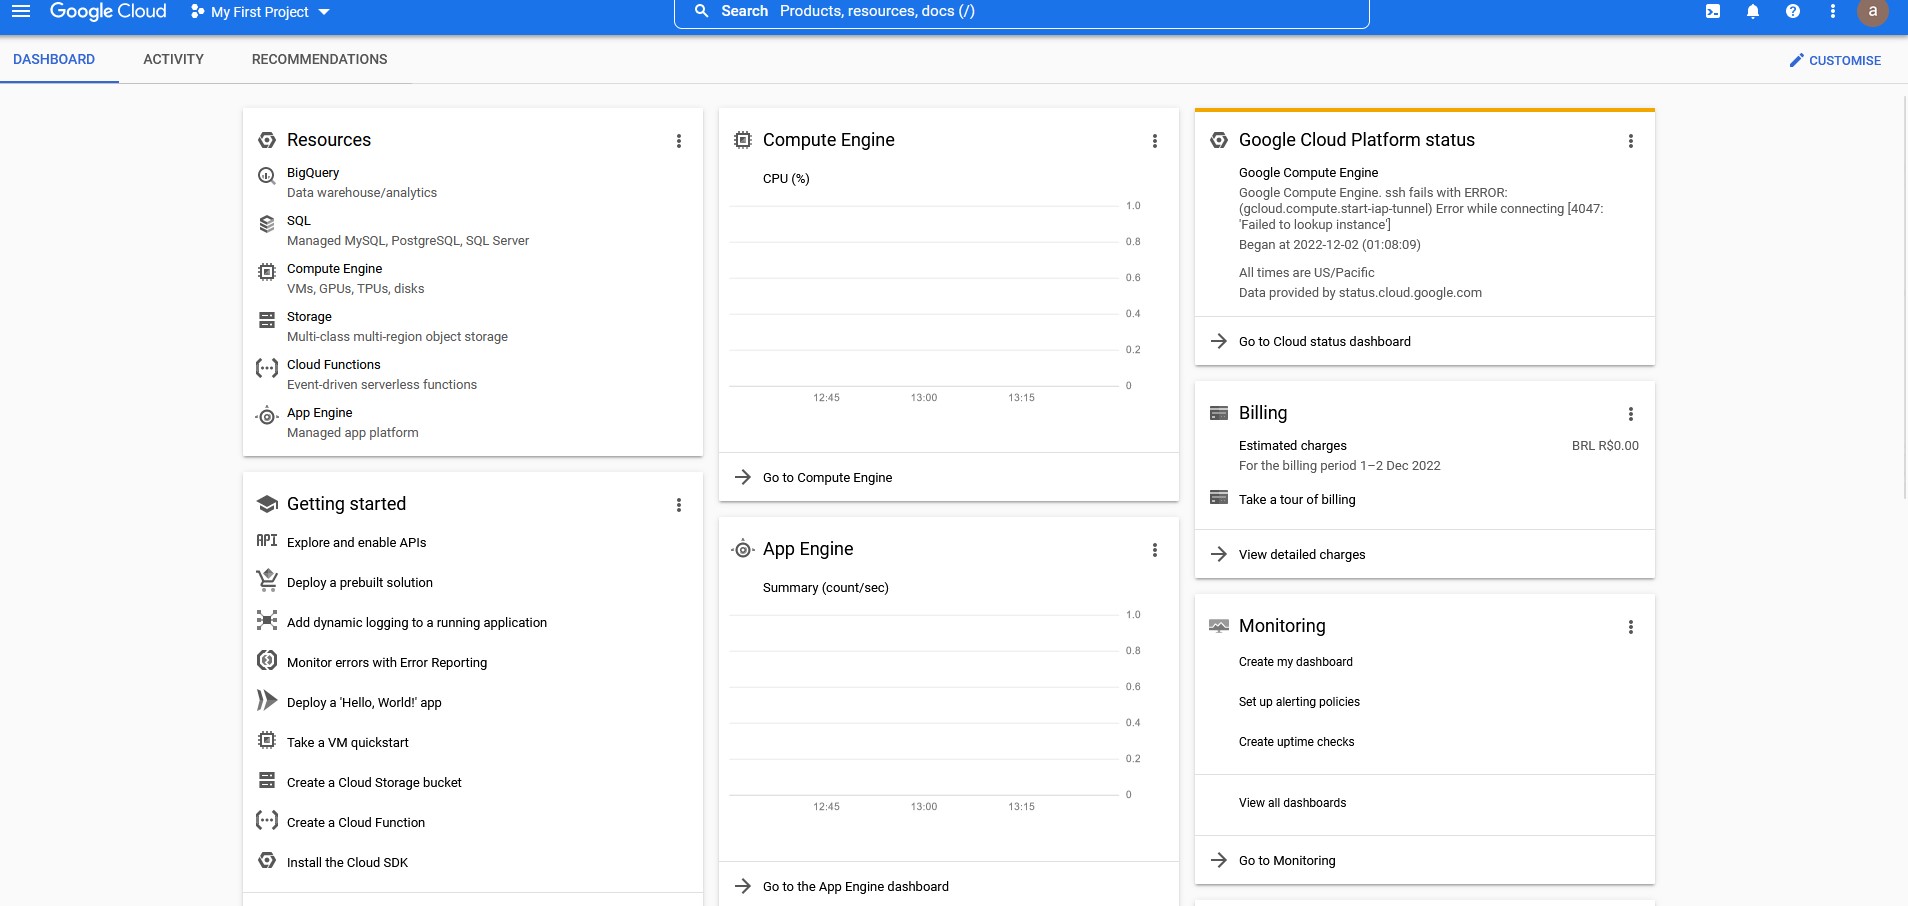 Google Cloud
My First Project
Search Products, resources, docs (/)
a
DASHBOARD
ACTIVITY
RECOMMENDATIONS
CUSTOMISE
Resources
BigQuery
Data warehouse/analytics
SQL
Managed MySQL, PostgreSQL, SQL Server
Compute Engine
VMs, GPUs, TPUs, disks
Storage
Multi-class multi-region object storage
Cloud Functions
Event-driven serverless functions
App Engine
Managed app platform
Getting started
API Explore and enable APIs
Deploy a prebuilt solution
Add dynamic logging to a running application
Monitor errors with Error Reporting
Deploy a 'Hello, World!' app
Take a VM quickstart
Create a Cloud Storage bucket
Create a Cloud Function
Install the Cloud SDK
Compute Engine
CPU (%)
1.0
0.8
0.6
0.4
0.2
0
12:45 13:00 13:15
Go to Compute Engine
App Engine
Summary (count/sec)
1.0
0.8
0.6
0.4
0.2
0
12:45 13:00 13:15
Go to the App Engine dashboard
Google Cloud Platform status
Google Compute Engine
Google Compute Engine. ssh fails with ERROR:
(gcloud.compute.start-iap-tunnel) Error while connecting [4047:
'Failed to lookup instance']
Began at 2022-12-02 (01:08:09)
All times are US/Pacific
Data provided by status.cloud.google.com
Go to Cloud status dashboard
Billing
Estimated charges BRL R$0.00
For the billing period 1–2 Dec 2022
Take a tour of billing
View detailed charges
Monitoring
Create my dashboard
Set up alerting policies
Create uptime checks
View all dashboards
Go to Monitoring